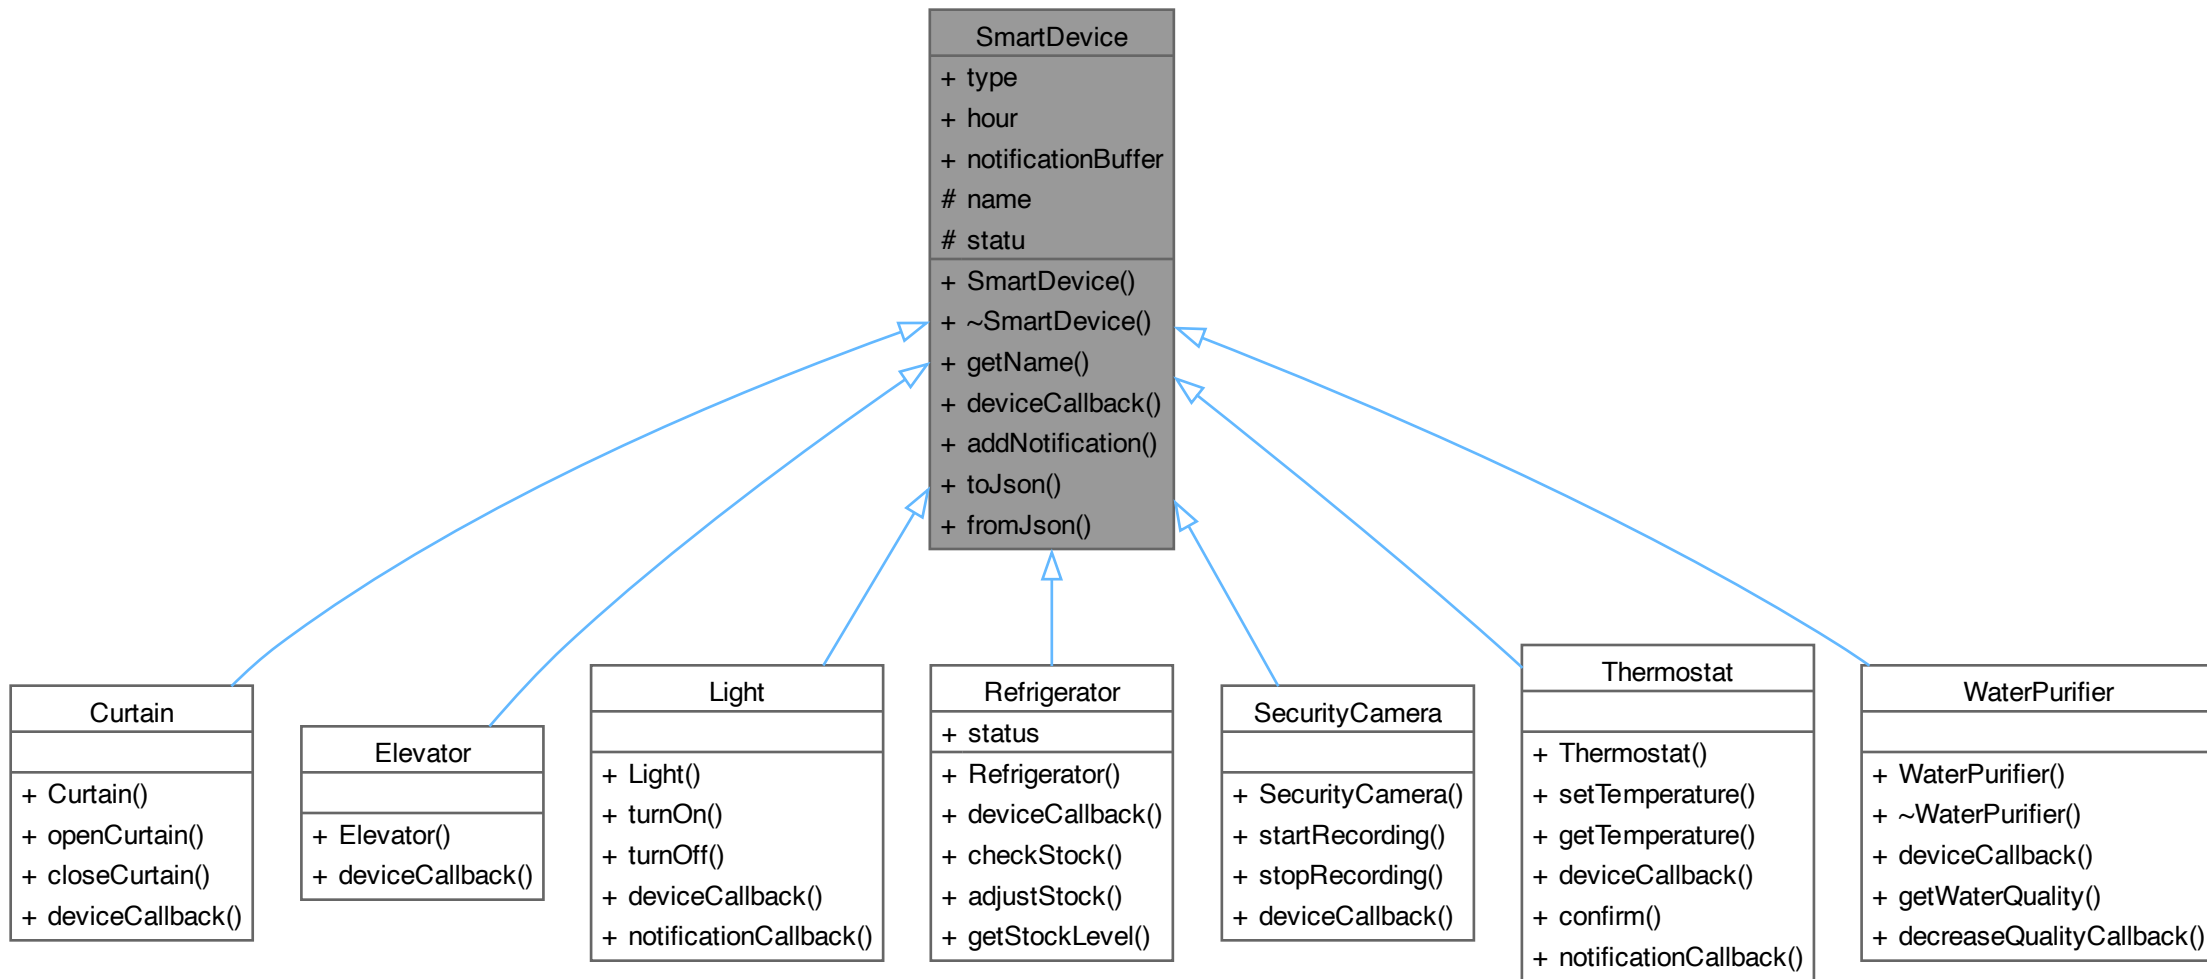 SmartDevice
+ type
+ hour
+ notificationBuffer
# name
# statu
+ SmartDevice()
+ ~SmartDevice()
+ getName()
+ deviceCallback()
+ addNotification()
+ toJson()
+ fromJson()
Curtain
+ Curtain()
+ openCurtain()
+ closeCurtain()
+ deviceCallback()
Elevator
+ Elevator()
+ deviceCallback()
Light
+ Light()
+ turnOn()
+ turnOff()
+ deviceCallback()
+ notificationCallback()
Refrigerator
+ status
+ Refrigerator()
+ deviceCallback()
+ checkStock()
+ adjustStock()
+ getStockLevel()
SecurityCamera
+ SecurityCamera()
+ startRecording()
+ stopRecording()
+ deviceCallback()
Thermostat
+ Thermostat()
+ setTemperature()
+ getTemperature()
+ deviceCallback()
+ confirm()
+ notificationCallback()
WaterPurifier
+ WaterPurifier()
+ ~WaterPurifier()
+ deviceCallback()
+ getWaterQuality()
+ decreaseQualityCallback()